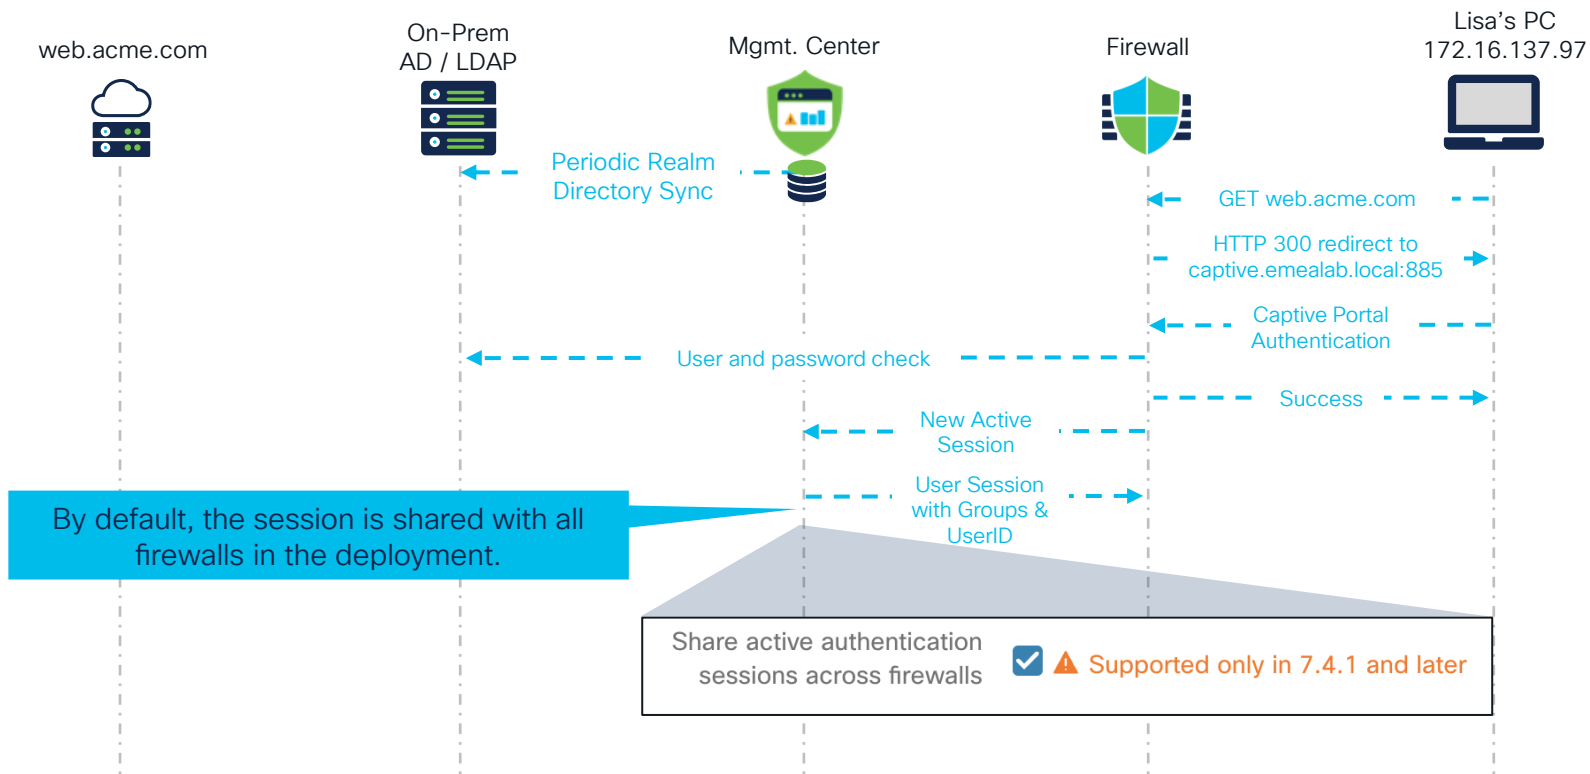 web.acme.com
On-Prem
AD / LDAP
Mgmt. Center
Firewall
Lisa's PC
172.16.137.97
Periodic Realm
Directory Sync
GET web.acme.com
HTTP 300 redirect to
captive.emealab.local:885
Captive Portal
Authentication
User and password check
Success
New Active
Session
User Session
with Groups &
UserID
By default, the session is shared with all
firewalls in the deployment.
Share active authentication
sessions across firewalls
Supported only in 7.4.1 and later